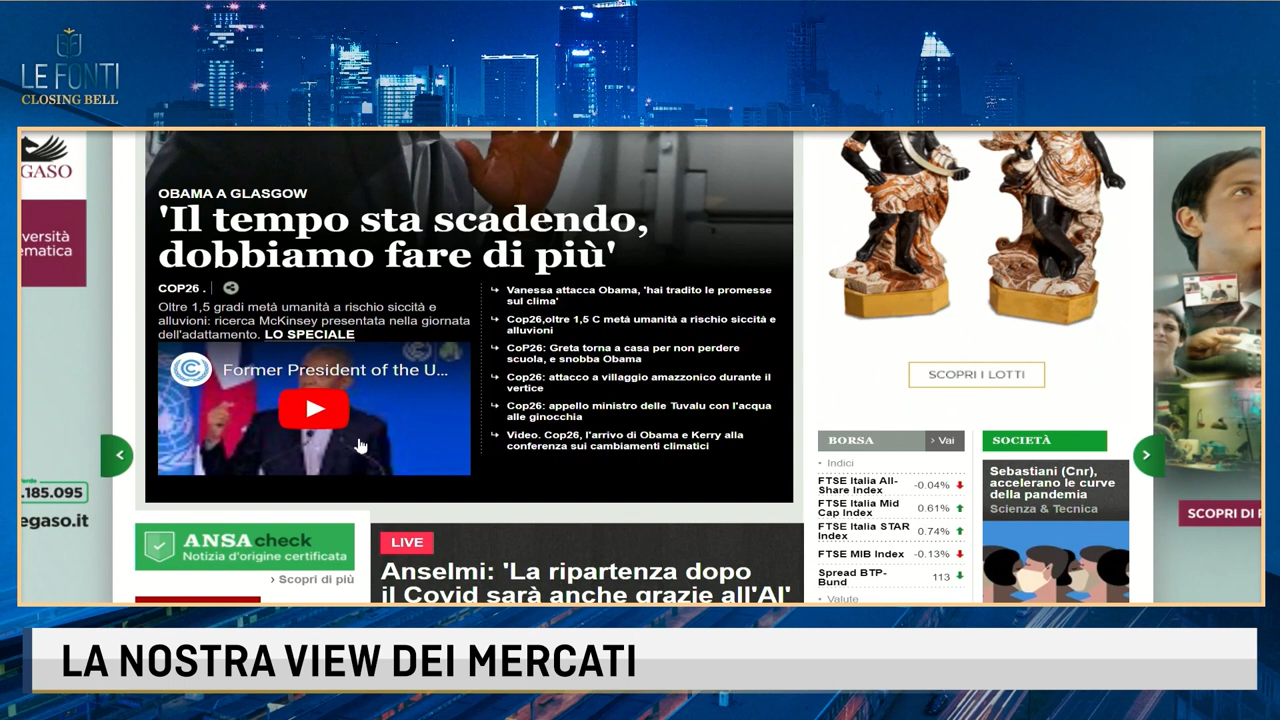 LE FONTI
CLOSING BELL
GASO
versità
ematica
.185.095
egaso.it
OBAMA A GLASGOW
'Il tempo sta scadendo,
dobbiamo fare di più'
COP26 .
Oltre 1,5 gradi metà umanità a rischio siccità e
alluvioni: ricerca McKinsey presentata nella giornata
dell'adattamento. LO SPECIALE
Former President of the U...
Vanessa attacca Obama, 'hai tradito le promesse
sul clima'
Cop26,oltre 1,5 C metà umanità a rischio siccità e
alluvioni
CoP26: Greta torna a casa per non perdere
scuola, e snobba Obama
Cop26: attacco a villaggio amazzonico durante il
vertice
Cop26: appello ministro delle Tuvalu con l'acqua
alle ginocchia
Video. Cop26, l'arrivo di Obama e Kerry alla
conferenza sui cambiamenti climatici
ANSA check
Notizia d'origine certificata
› Scopri di più
LIVE
Anselmi: 'La ripartenza dopo
il Covid sarà anche grazie all'AI'
SCOPRI I LOTTI
BORSA › Vai
Indici
FTSE Italia All-
Share Index -0.04%
FTSE Italia Mid
Cap Index 0.61%
FTSE Italia STAR
Index 0.74%
FTSE MIB Index -0.13%
Spread BTP-
Bund 113
Valute
SOCIETÀ
Sebastiani (Cnr),
accelerano le curve
della pandemia
Scienza & Tecnica
SCOPRI DI
LA NOSTRA VIEW DEI MERCATI